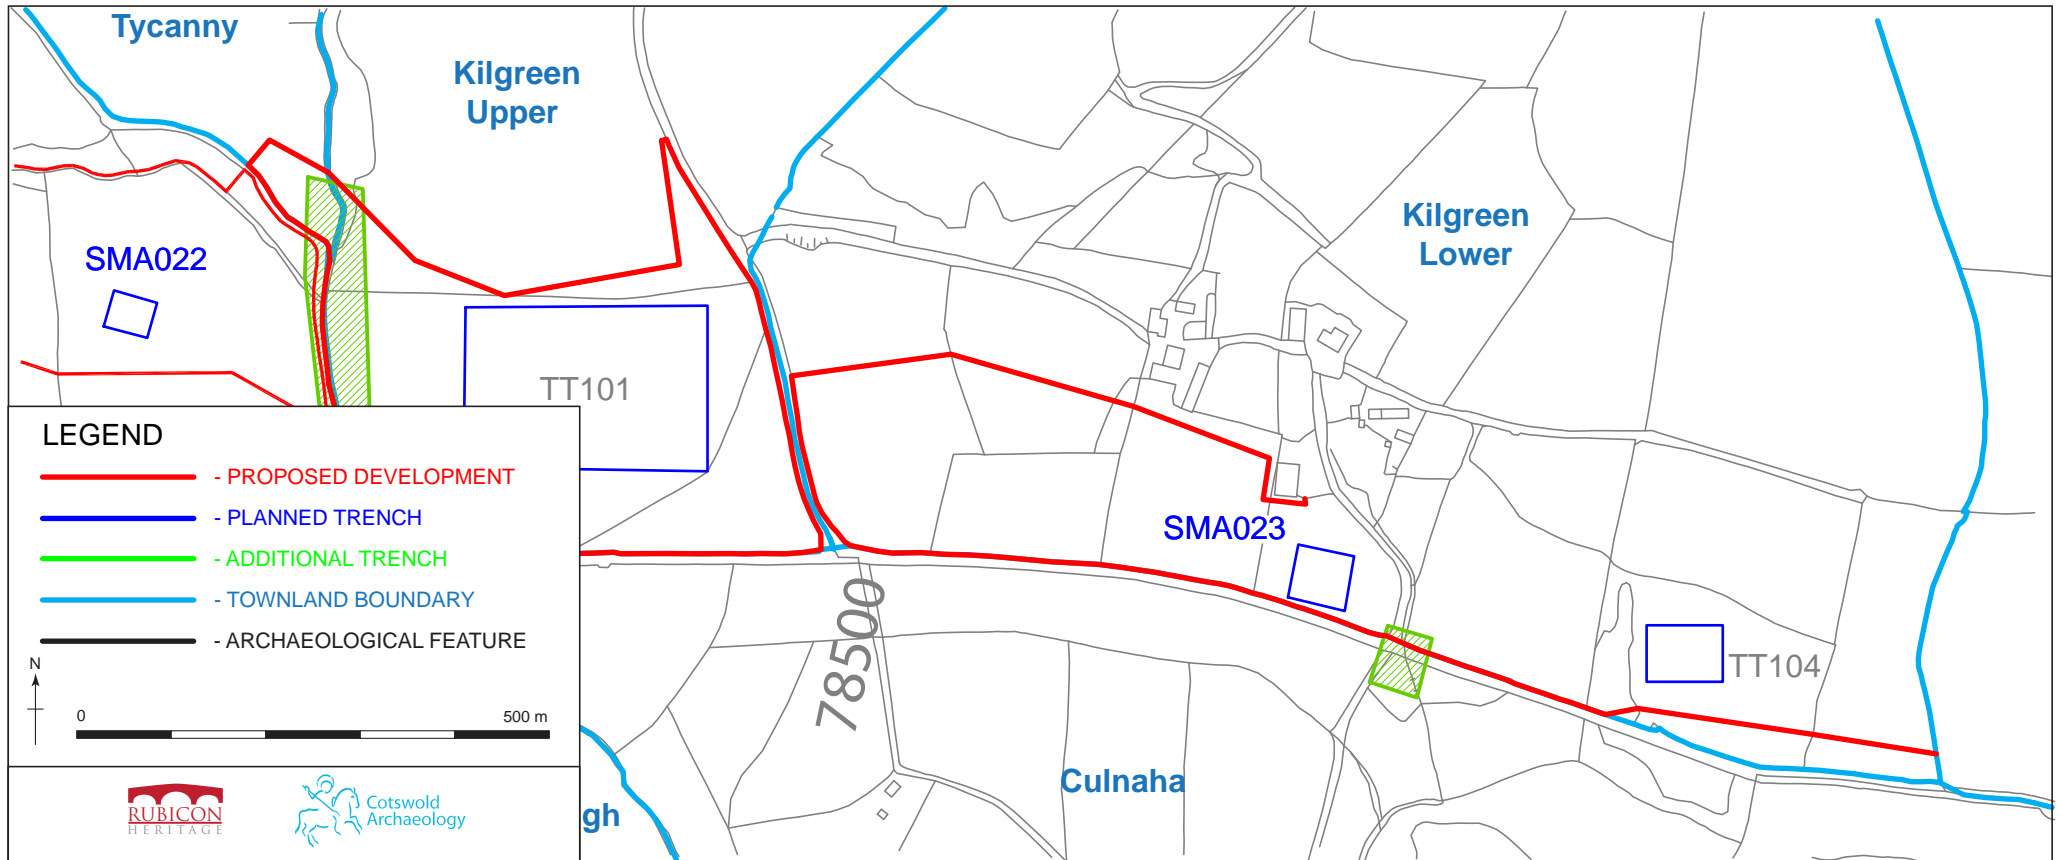 Tycanny
Kilgreen
Upper
Kilgreen
Lower
SMA022
TT101
SMA023
TT104
78500
Culnaha
gh
LEGEND
- PROPOSED DEVELOPMENT
- PLANNED TRENCH
- ADDITIONAL TRENCH
- TOWNLAND BOUNDARY
- ARCHAEOLOGICAL FEATURE
N
0
500 m
RUBICON
HERITAGE
Cotswold
Archaeology